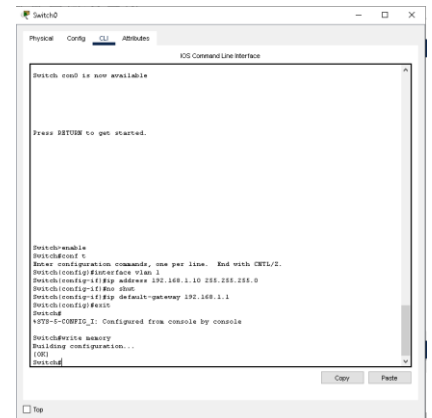 Switch0
Physical Config CLI Attributes
IOS Command Line Interface
Switch con0 is now available
Press RETURN to get started.
Switch>enable
Switch#conf t
Enter configuration commands, one per line. End with CNTL/Z.
Switch(config)#interface vlan 1
Switch(config-if)#ip address 192.168.1.10 255.255.255.0
Switch(config-if)#no shut
Switch(config-if)#ip default-gateway 192.168.1.1
Switch(config)#exit
Switch#
%SYS-5-CONFIG_I: Configured from console by console
Switch#write memory
Building configuration...
[OK]
Switch#
Copy Paste
Top